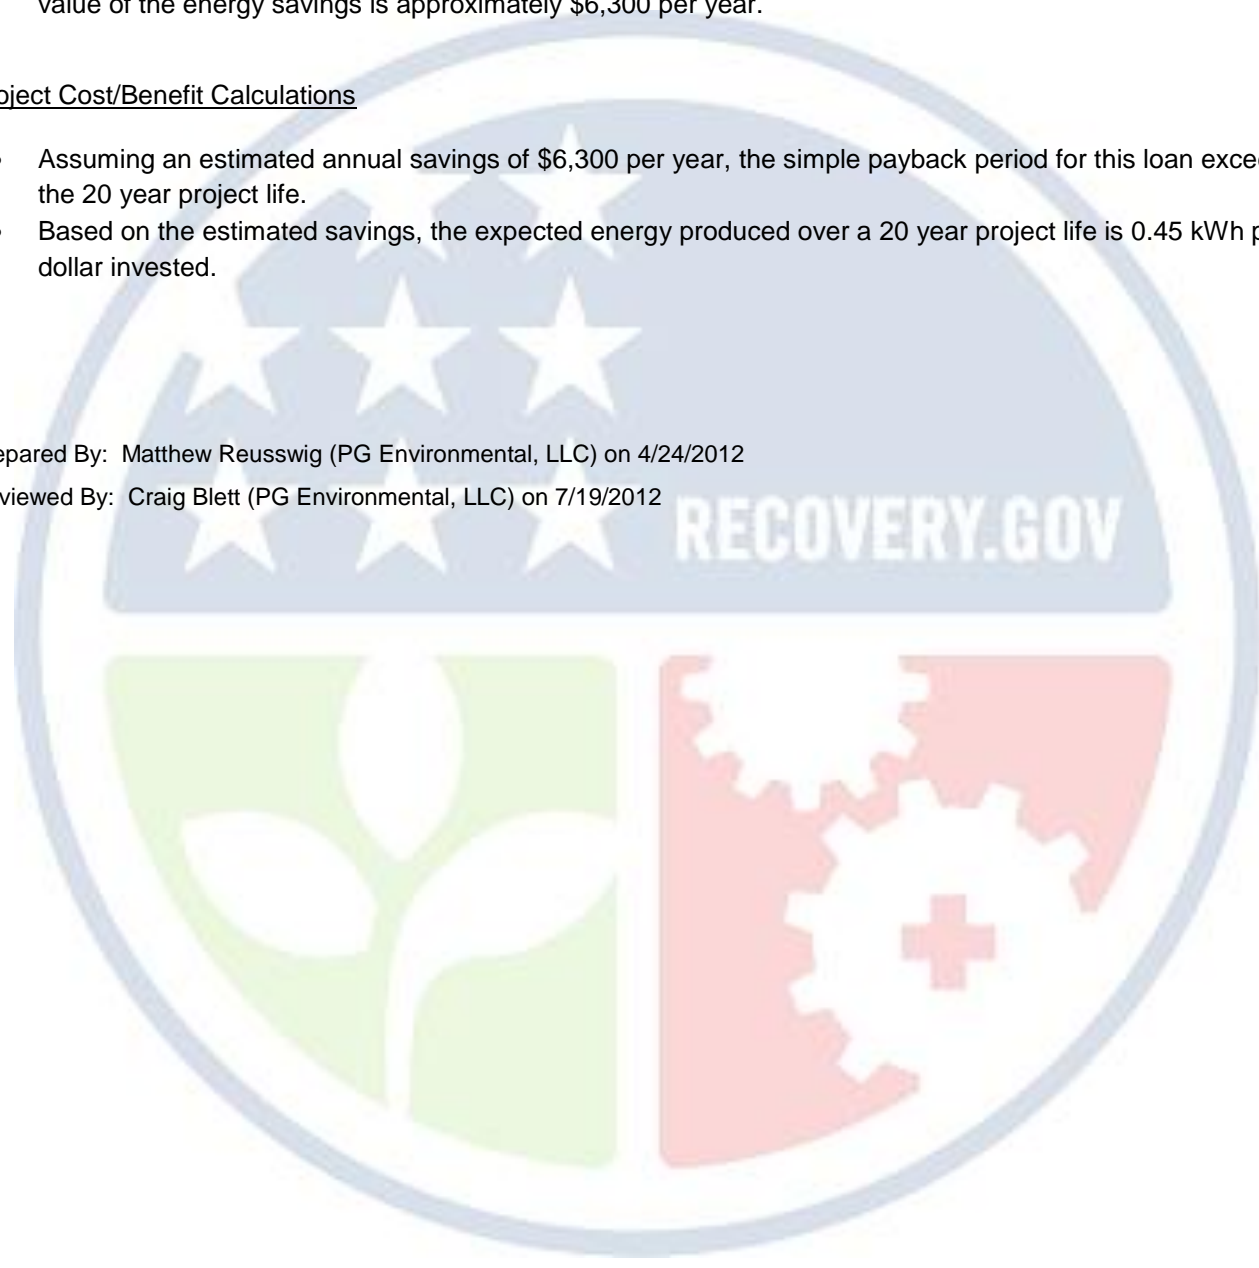 value of the energy savings is approximately $6,300 per year.
oject Cost/Benefit Calculations
• Assuming an estimated annual savings of $6,300 per year, the simple payback period for this loan excee
the 20 year project life.
• Based on the estimated savings, the expected energy produced over a 20 year project life is 0.45 kWh p
dollar invested.
epared By: Matthew Reusswig (PG Environmental, LLC) on 4/24/2012
viewed By: Craig Blett (PG Environmental, LLC) on 7/19/2012
RECOVERY.GOV